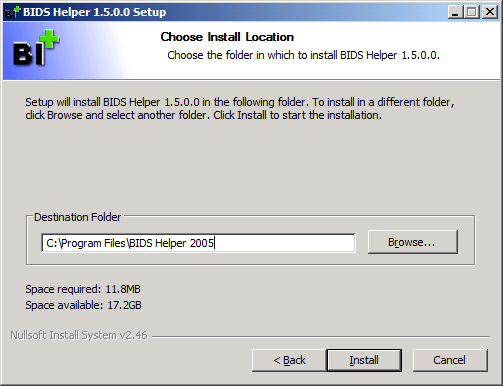 BIDS Helper 1.5.0.0 Setup
BI
Choose Install Location
Choose the folder in which to install BIDS Helper 1.5.0.0.
Setup will install BIDS Helper 1.5.0.0 in the following folder. To install in a different folder,
click Browse and select another folder. Click Install to start the installation.
Destination Folder
C:\Program Files\BIDS Helper 2005
Browse...
Space required: 11.8MB
Space available: 17.2GB
Nullsoft Install System v2.46
< Back
Install
Cancel